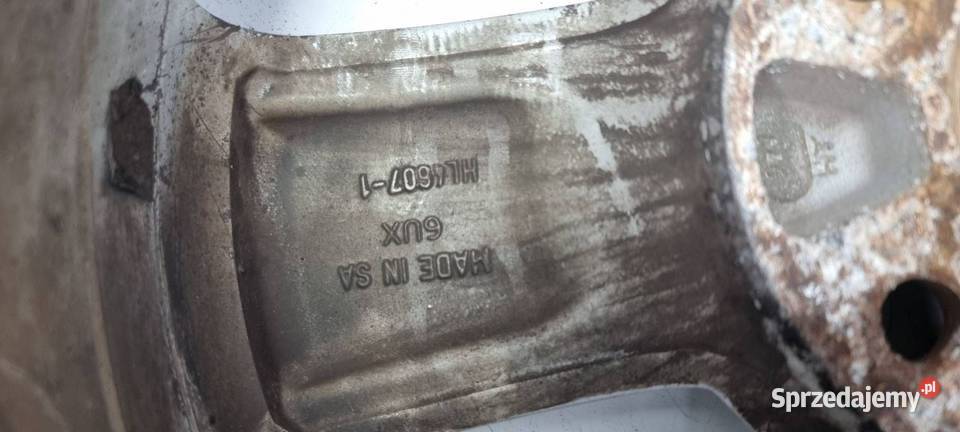 MADE IN SA
6UX
HL4607-1
Sprzedajemy.pl